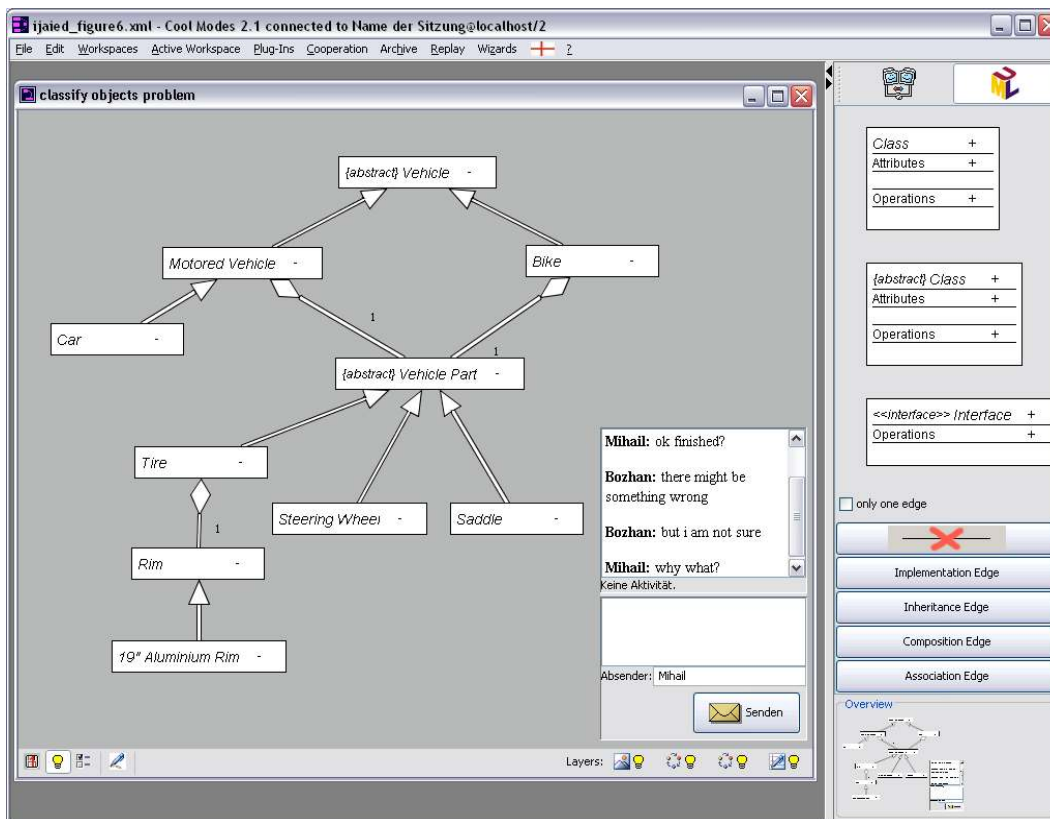 ijaied_figure6.xml - Cool Modes 2.1 connected to Name der Sitzung@localhost/2
File Edit Workspaces Active Workspace Plug-Ins Cooperation Archive Replay Wizards ?
classify objects problem
{abstract} Vehicle -
Motored Vehicle -
Bike -
Car -
1
1
{abstract} Vehicle Part -
Tire -
Steering Wheel -
Saddle -
1
Rim -
19" Aluminium Rim -
Mihail: ok finished?
Bozhan: there might be
something wrong
Bozhan: but i am not sure
Mihail: why what?
Keine Aktivität.
Absender: Mihail
Senden
Layers:
UML
Class +
Attributes +
Operations +
{abstract} Class +
Attributes +
Operations +
<<interface>> Interface +
Operations +
only one edge
Implementation Edge
Inheritance Edge
Composition Edge
Association Edge
Overview